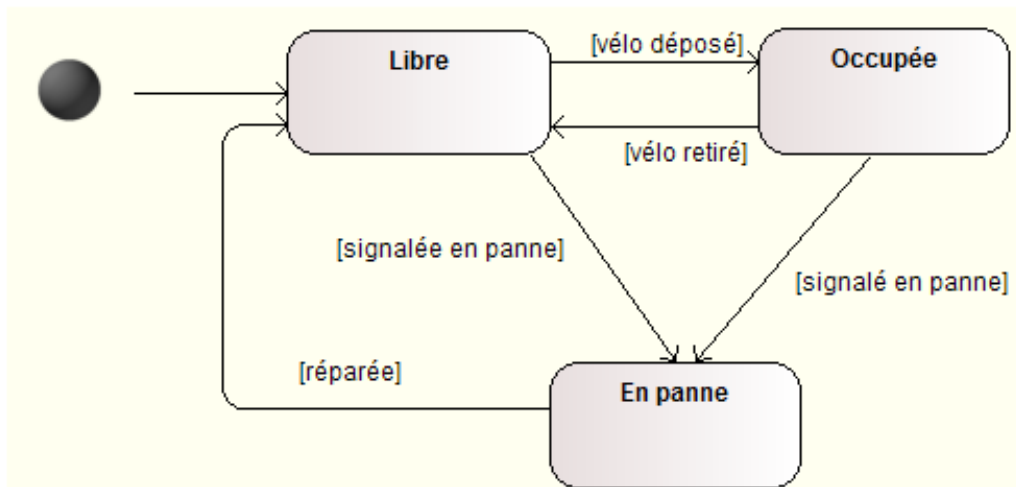 Libre
[vélo déposé]
Occupée
[vélo retiré]
[signalée en panne]
[signalé en panne]
[réparée]
En panne